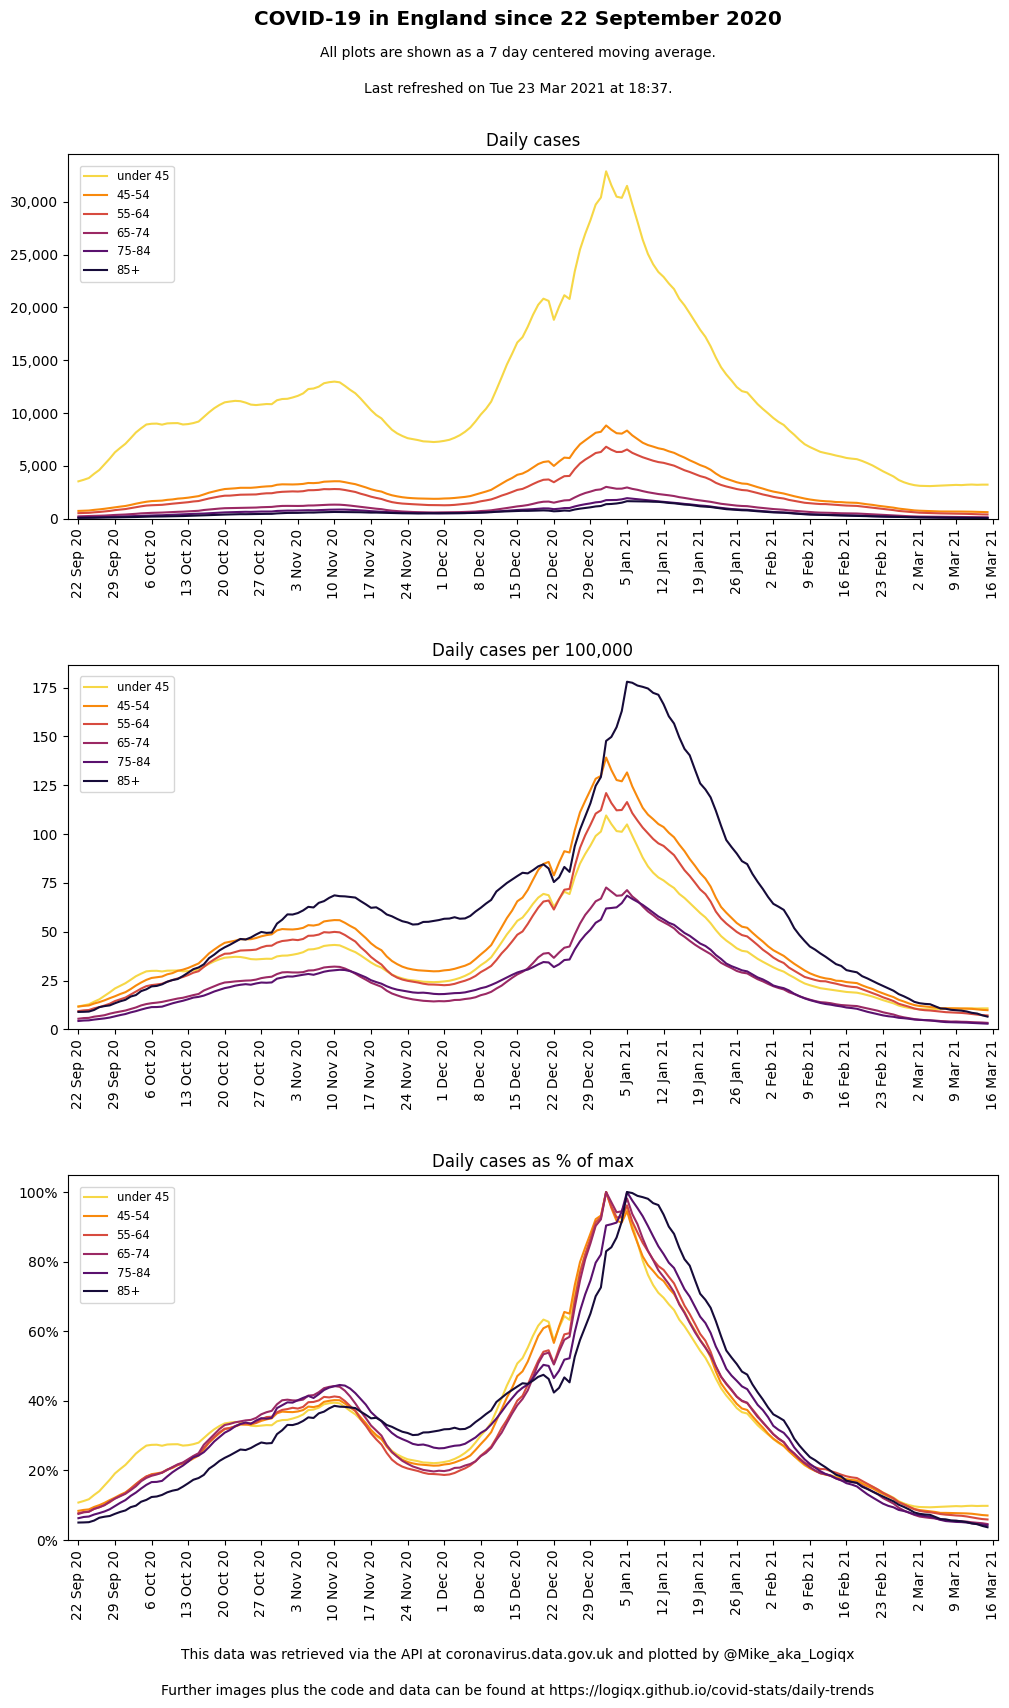 COVID-19 in England since 22 September 2020
All plots are shown as a 7 day centered moving average.
Last refreshed on Tue 23 Mar 2021 at 18:37.
Daily cases
under 45
45-54
55-64
65-74
75-84
85+
30,000
25,000
20,000
15,000
10,000
5,000
0
22 Sep 20
29 Sep 20
6 Oct 20
13 Oct 20
20 Oct 20
27 Oct 20
3 Nov 20
10 Nov 20
17 Nov 20
24 Nov 20
1 Dec 20
8 Dec 20
15 Dec 20
22 Dec 20
29 Dec 20
5 Jan 21
12 Jan 21
19 Jan 21
26 Jan 21
2 Feb 21
9 Feb 21
16 Feb 21
23 Feb 21
2 Mar 21
9 Mar 21
16 Mar 21
Daily cases per 100,000
under 45
45-54
55-64
65-74
75-84
85+
175
150
125
100
75
50
25
0
22 Sep 20
29 Sep 20
6 Oct 20
13 Oct 20
20 Oct 20
27 Oct 20
3 Nov 20
10 Nov 20
17 Nov 20
24 Nov 20
1 Dec 20
8 Dec 20
15 Dec 20
22 Dec 20
29 Dec 20
5 Jan 21
12 Jan 21
19 Jan 21
26 Jan 21
2 Feb 21
9 Feb 21
16 Feb 21
23 Feb 21
2 Mar 21
9 Mar 21
16 Mar 21
Daily cases as % of max
under 45
45-54
55-64
65-74
75-84
85+
100%
80%
60%
40%
20%
0%
22 Sep 20
29 Sep 20
6 Oct 20
13 Oct 20
20 Oct 20
27 Oct 20
3 Nov 20
10 Nov 20
17 Nov 20
24 Nov 20
1 Dec 20
8 Dec 20
15 Dec 20
22 Dec 20
29 Dec 20
5 Jan 21
12 Jan 21
19 Jan 21
26 Jan 21
2 Feb 21
9 Feb 21
16 Feb 21
23 Feb 21
2 Mar 21
9 Mar 21
16 Mar 21
This data was retrieved via the API at coronavirus.data.gov.uk and plotted by @Mike_aka_Logiqx
Further images plus the code and data can be found at https://logiqx.github.io/covid-stats/daily-trends